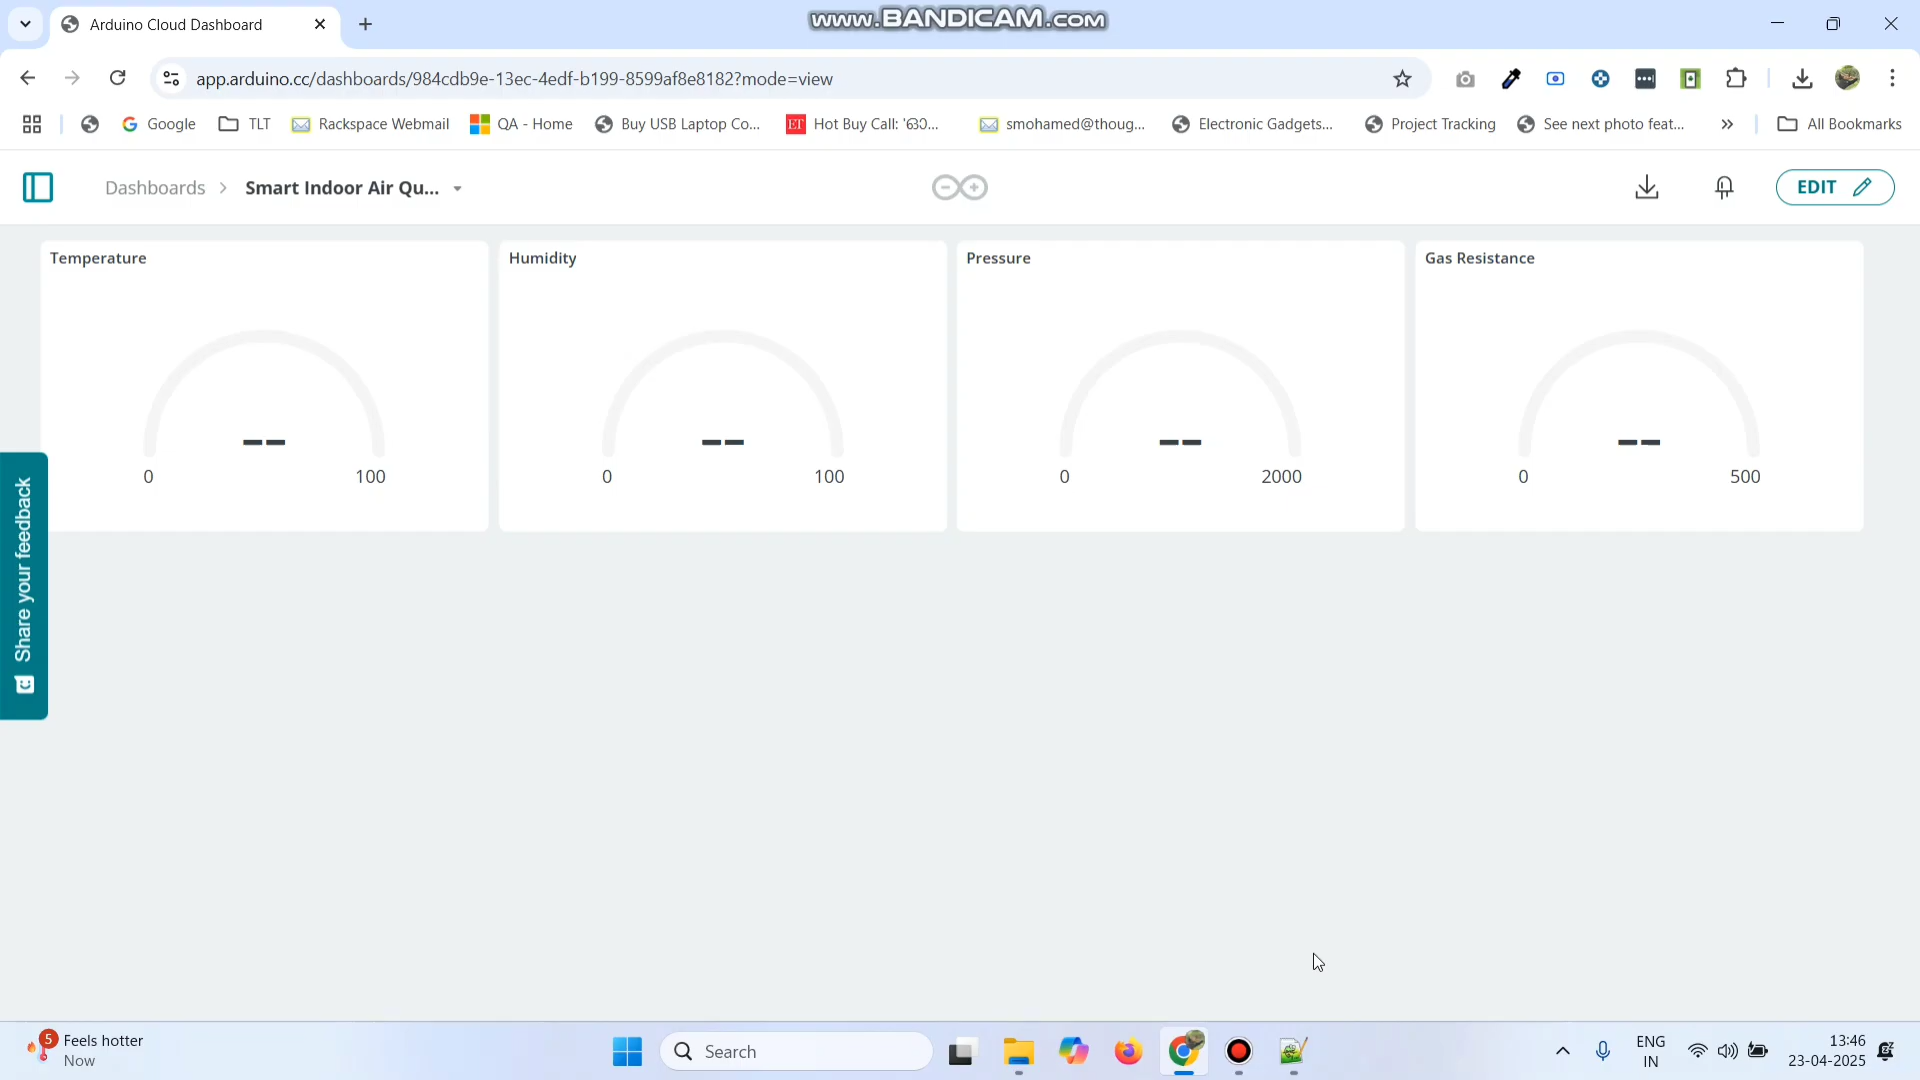 Arduino Cloud Dashboard
www.BANDICAM.com
app.arduino.cc/dashboards/984cdb9e-13ec-4edf-b199-8599af8e8182?mode=view
Google
TLT
Rackspace Webmail
QA - Home
Buy USB Laptop Co...
ET
Hot Buy Call: '630...
smohamed@thoug...
Electronic Gadgets...
Project Tracking
See next photo feat...
All Bookmarks
Dashboards > Smart Indoor Air Qu...
EDIT
Temperature
Humidity
Pressure
Gas Resistance
--
--
--
--
0 100
0 100
0 2000
0 500
Share your feedback
5
Feels hotter
Now
Search
ENG
IN
13:46
23-04-2025